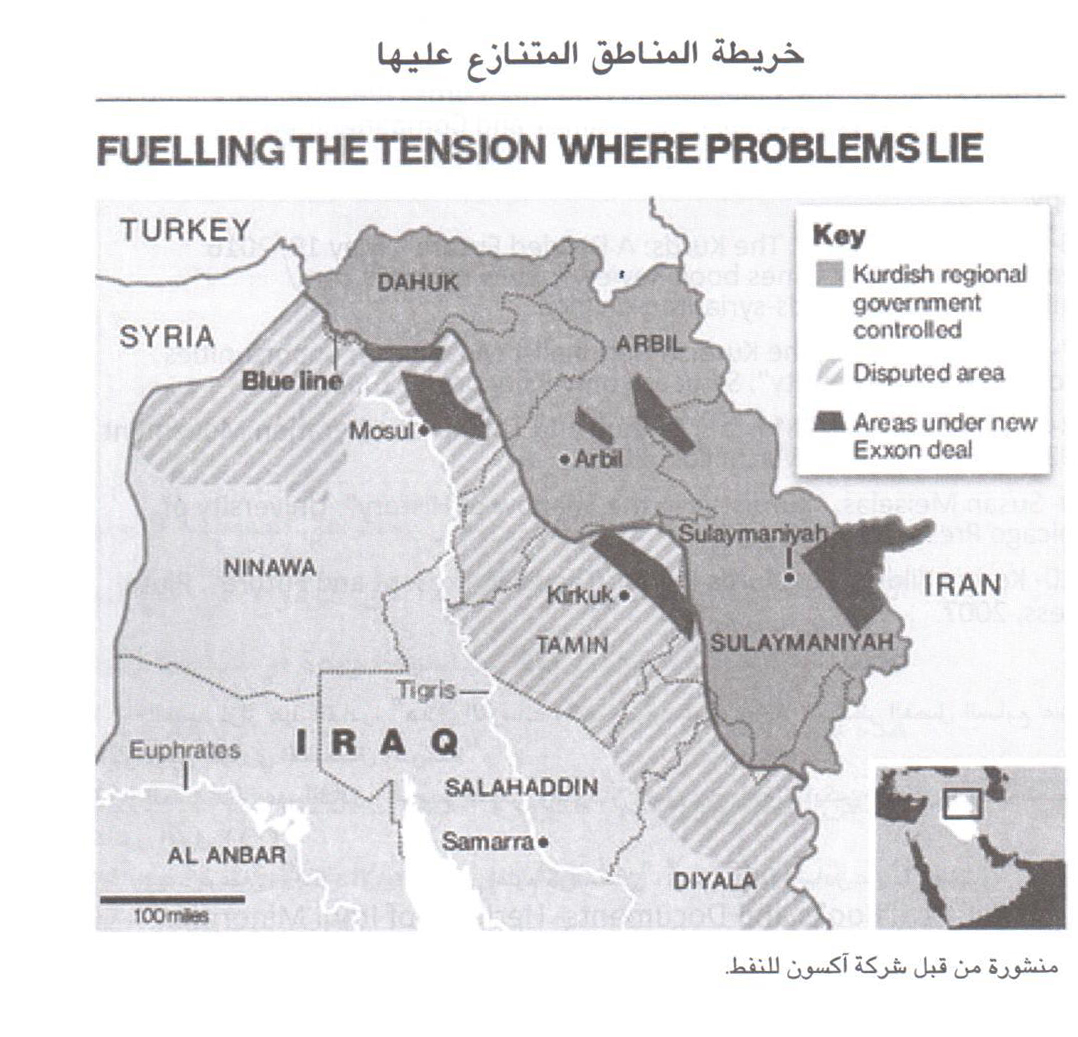 خريطة المناطق المتنازع عليها
FUELLING THE TENSION WHERE PROBLEMS LIE
TURKEY
SYRIA
DAHUK
ARBIL
Blue line
Mosul
Arbil
Key
Kurdish regional
government
controlled
Disputed area
Areas under new
Exxon deal
NINAWA
Sulaymaniyah
IRAN
Kirkuk
TAMIN
SULAYMANIYAH
Tigris
Euphrates
IRAQ
SALAHADDIN
Samarra
AL ANBAR
DIYALA
100 miles
منشورة من قبل شركة آكسون للنفط.